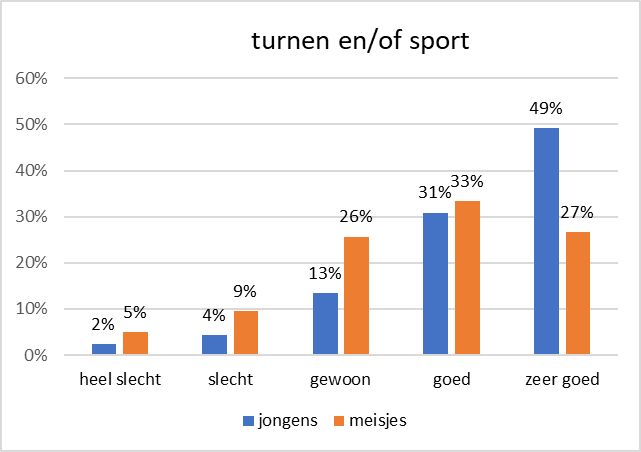 turnen en/of sport
60%
50%
40%
30%
20%
10%
0%
2%
5%
4%
9%
13%
26%
31%
33%
49%
27%
heel slecht
slecht
gewoon
goed
zeer goed
jongens
meisjes